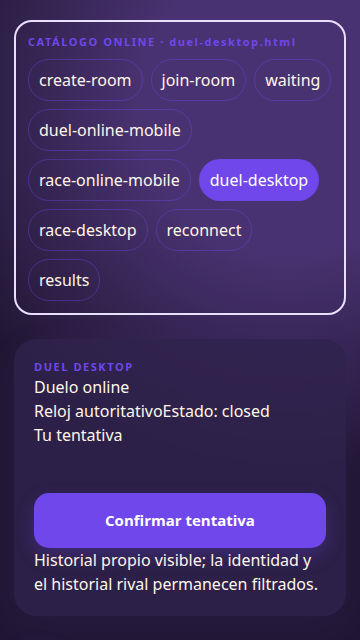 CATÁLOGO ONLINE · duel-desktop.html
create-room join-room waiting
duel-online-mobile
race-online-mobile duel-desktop
race-desktop reconnect
results
DUEL DESKTOP
Duelo online
Reloj autoritativoEstado: closed
Tu tentativa
Confirmar tentativa
Historial propio visible; la identidad y
el historial rival permanecen filtrados.